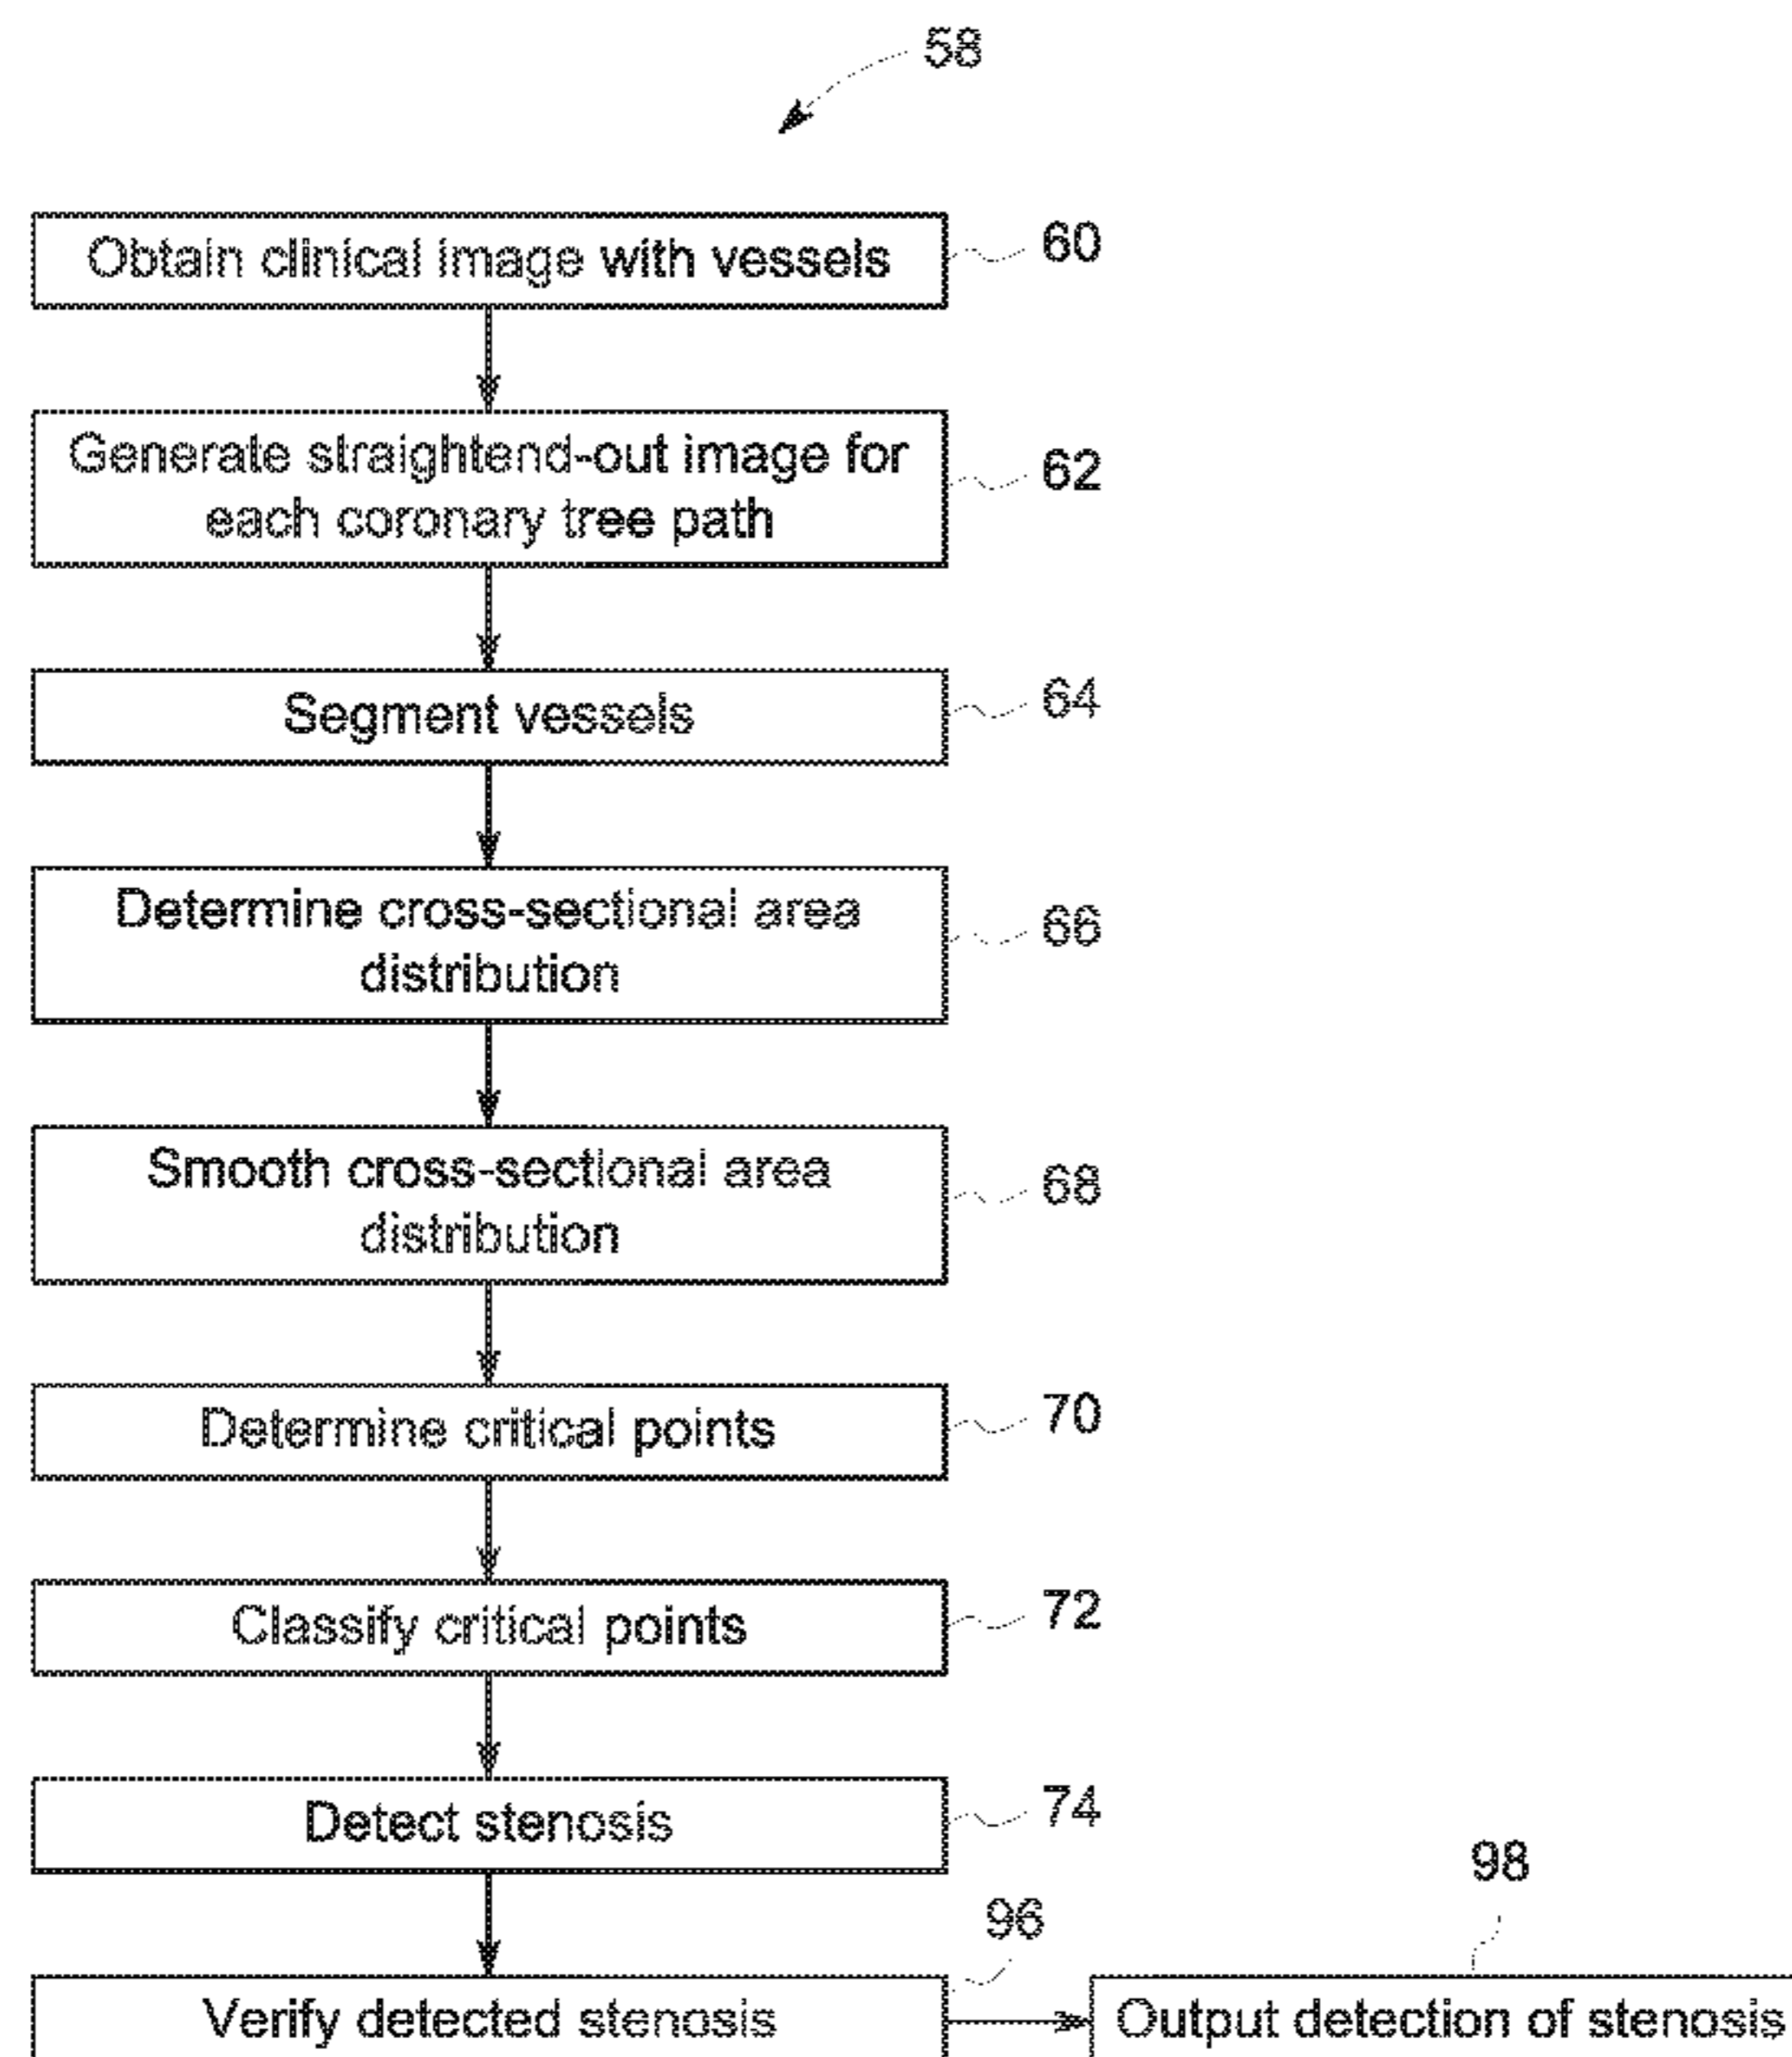 58
Obtain clinical image with vessels
60
Generate straightend-out image for
each coronary tree path
62
Segment vessels
64
Determine cross-sectional area
distribution
66
Smooth cross-sectional area
distribution
68
Determine critical points
70
Classify critical points
72
Detect stenosis
74
Verify detected stenosis
96
Output detection of stenosis
98